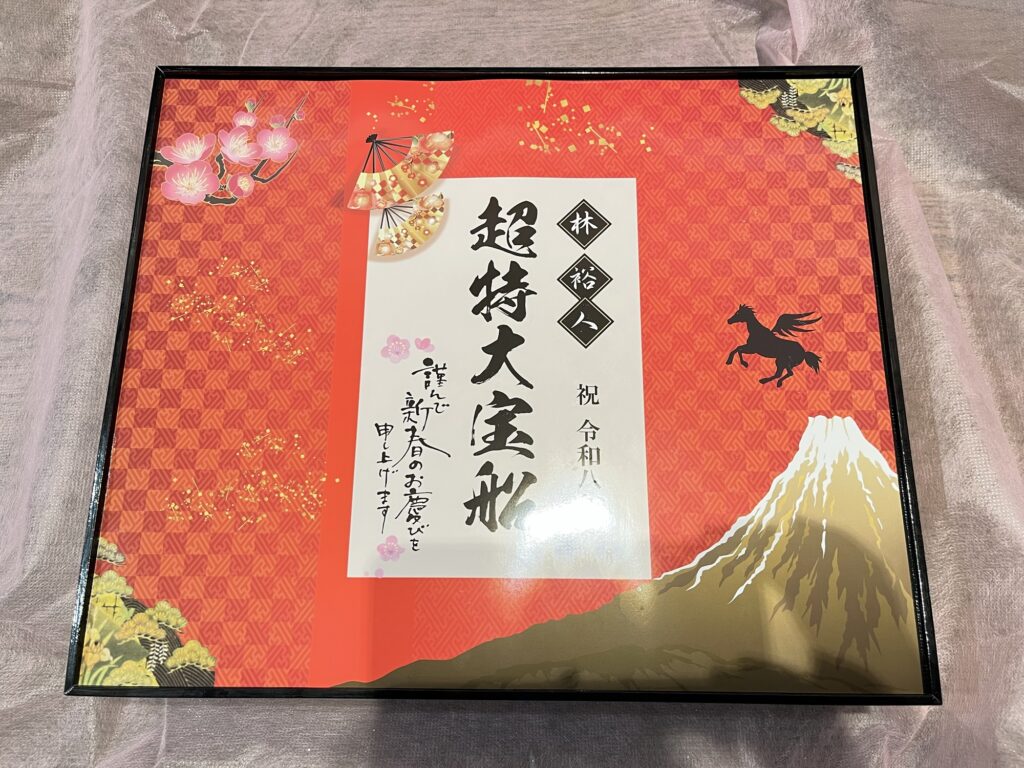 林裕人
祝 令和八
超特大宝船
謹んで
新春のお慶びを
申し上げます